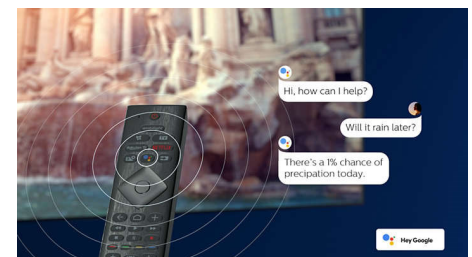 Hi, how can I help?
Will it rain later?
There's a 1% chance of
precipation today.
Hey Google